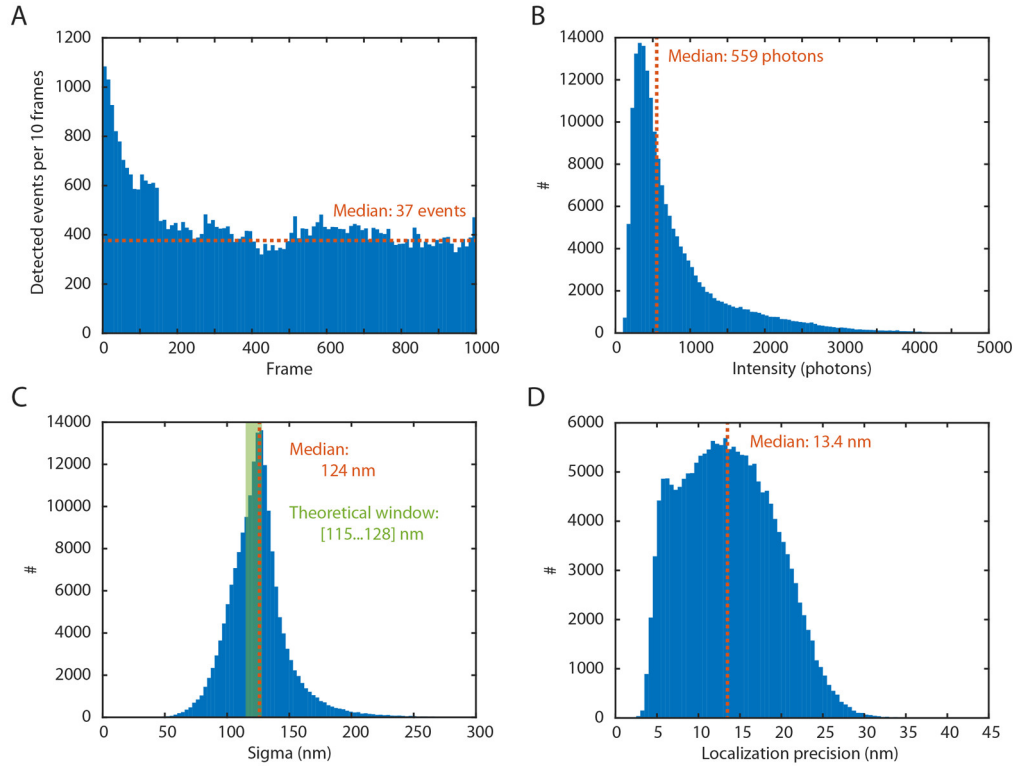 A
1200
1000
800
600
400
200
0
Detected events per 10 frames
Median: 37 events
0 200 400 600 800 1000
Frame
B
14000
12000
10000
8000
6000
4000
2000
0
#
Median: 559 photons
0 1000 2000 3000 4000 5000
Intensity (photons)
C
14000
12000
10000
8000
6000
4000
2000
0
#
Median:
124 nm
Theoretical window:
[115...128] nm
0 50 100 150 200 250 300
Sigma (nm)
D
6000
5000
4000
3000
2000
1000
0
#
Median: 13.4 nm
0 5 10 15 20 25 30 35 40 45
Localization precision (nm)